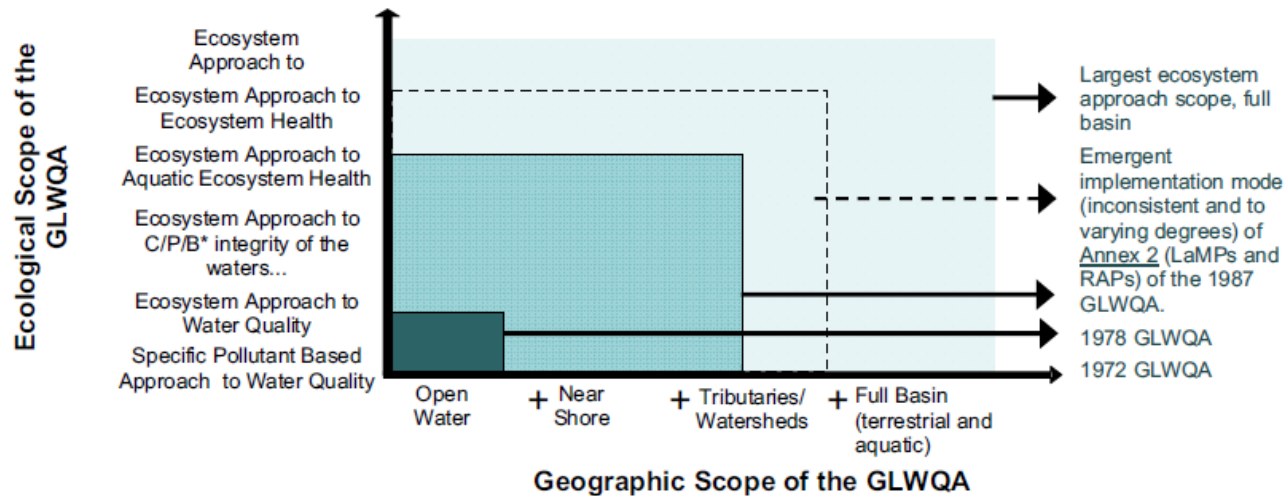 Ecological Scope of the
GLWQA
Ecosystem
Approach to
Ecosystem Approach to
Ecosystem Health
Ecosystem Approach to
Aquatic Ecosystem Health
Ecosystem Approach to
C/P/B* integrity of the
waters...
Ecosystem Approach to
Water Quality
Specific Pollutant Based
Approach to Water Quality
Open
Water
+ Near
Shore
+ Tributaries/
Watersheds
+ Full Basin
(terrestrial and
aquatic)
Geographic Scope of the GLWQA
Largest ecosystem
approach scope, full
basin
Emergent
implementation mode
(inconsistent and to
varying degrees) of
Annex 2 (LaMPs and
RAPs) of the 1987
GLWQA.
1978 GLWQA
1972 GLWQA